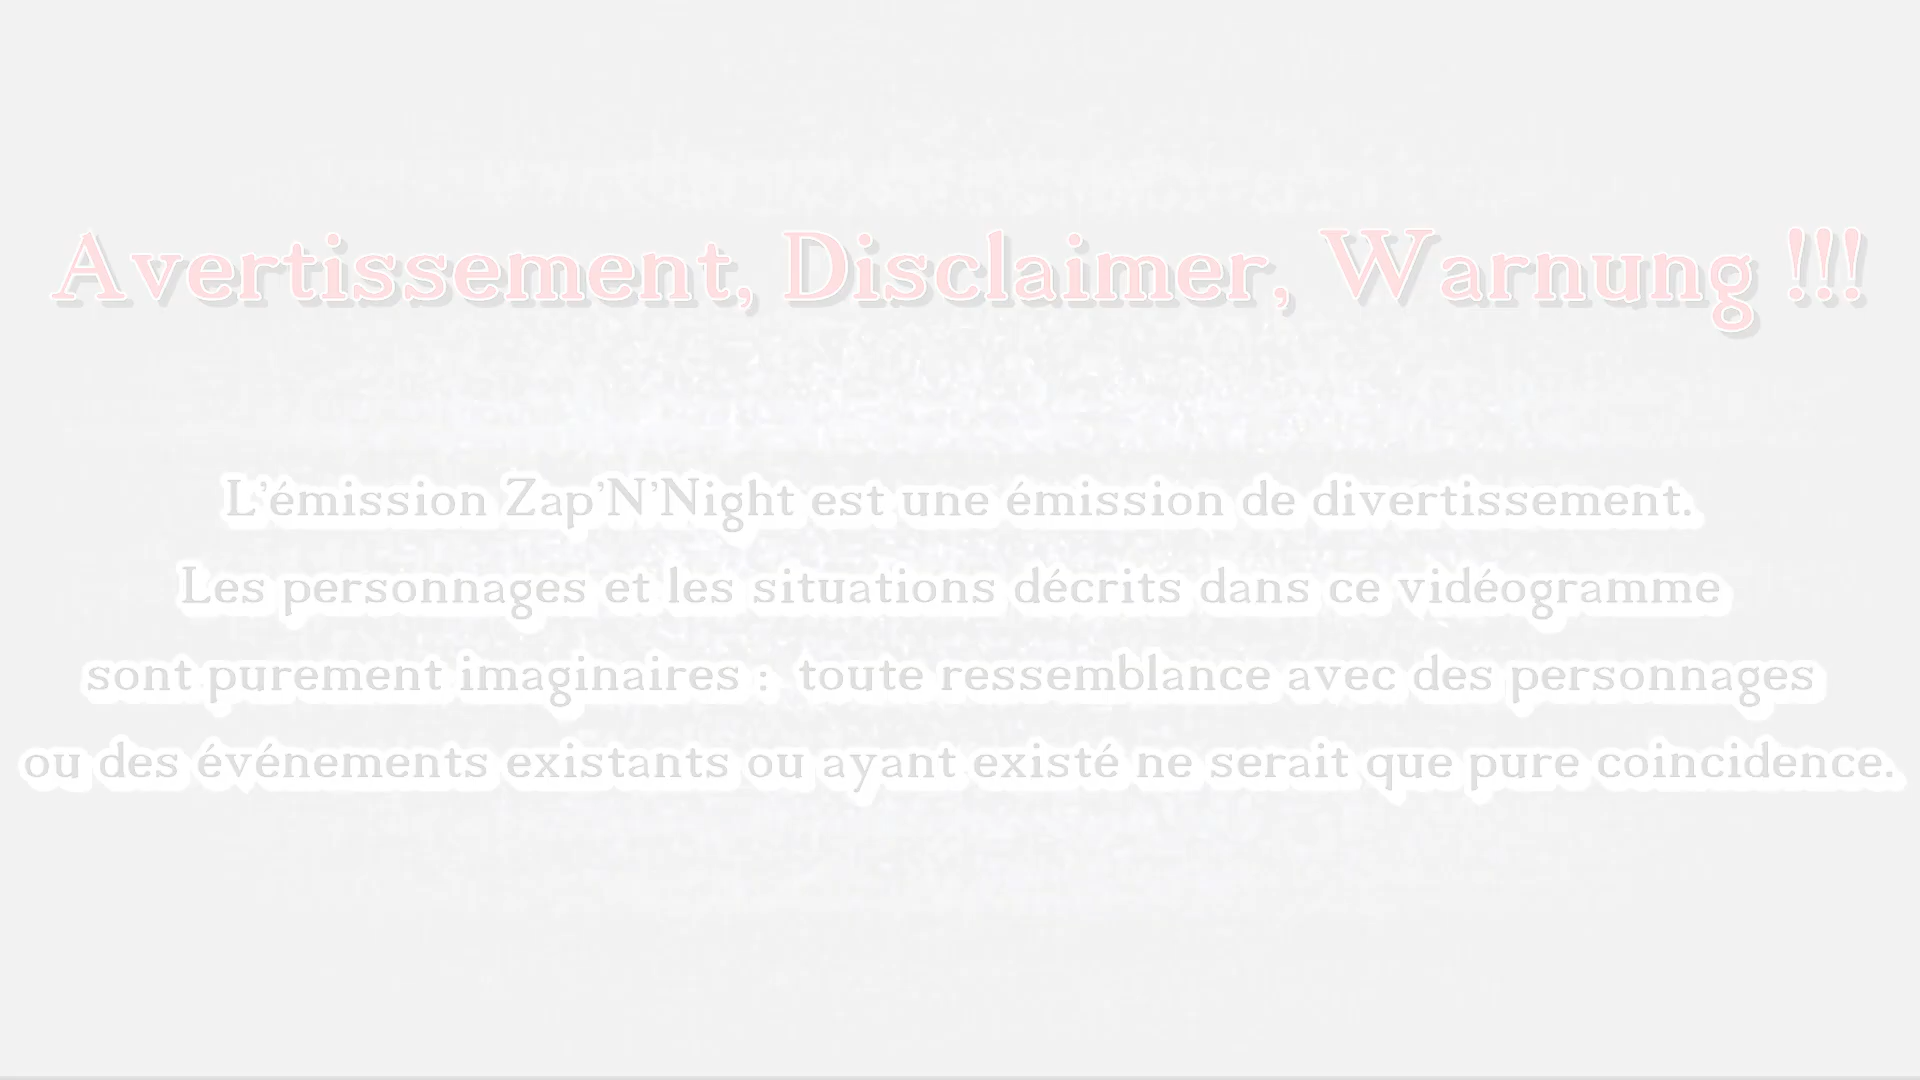 Avertissement, Disclaimer, Warnung !!!
L'émission Zap'N'Night est une émission de divertissement.
Les personnages et les situations décrits dans ce vidéogramme
sont purement imaginaires : toute ressemblance avec des personnages
ou des événements existants ou ayant existé ne serait que pure coincidence.